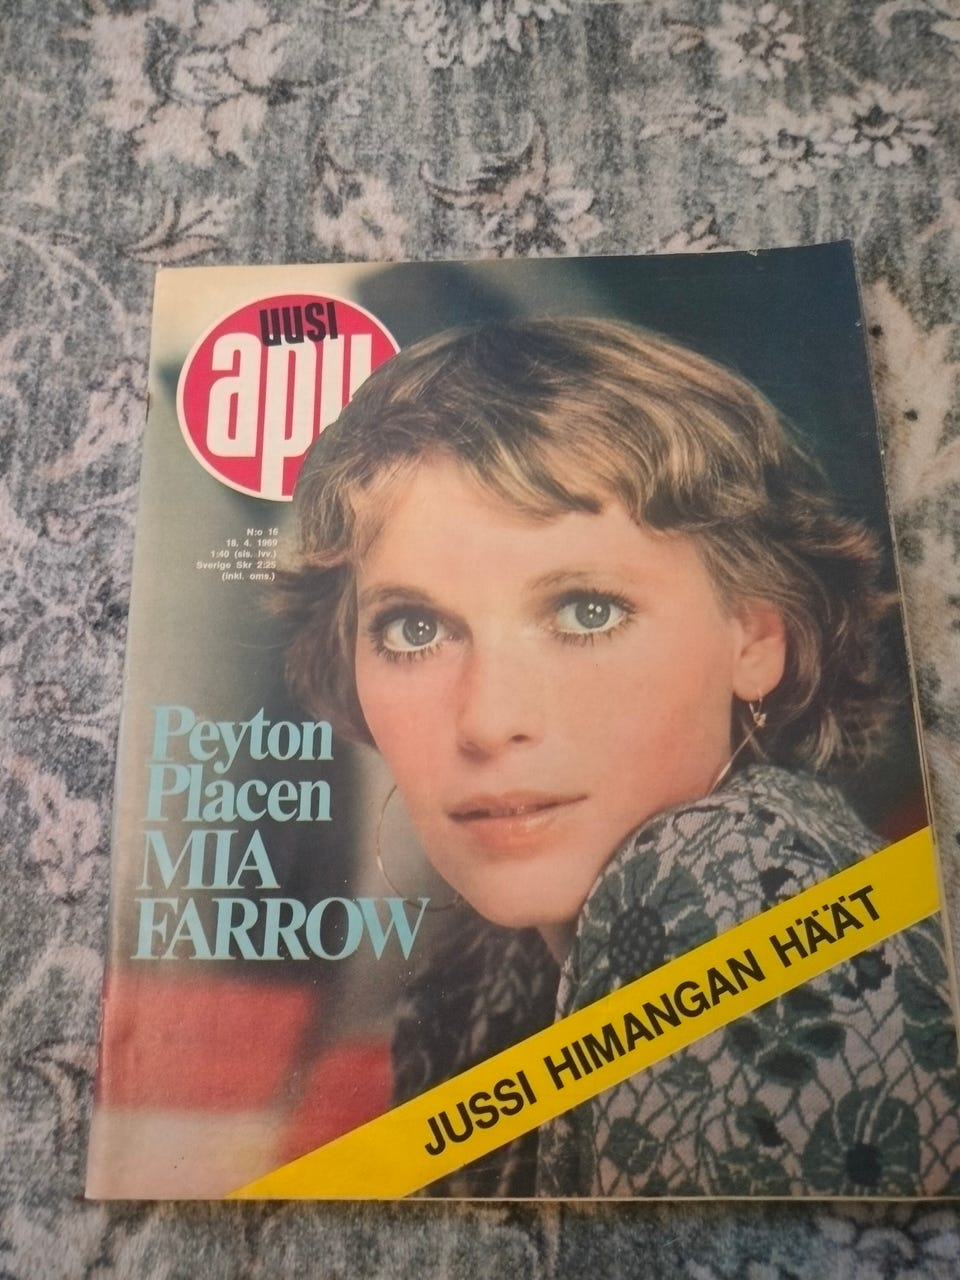 uusi
apu
N:o 16
18. 4. 1969
1:40 (sis. lvv.)
Sverige Skr 2:25
(inkl. oms.)
Peyton
Placen
MIA
FARROW
JUSSI HIMANGAN HÄÄT